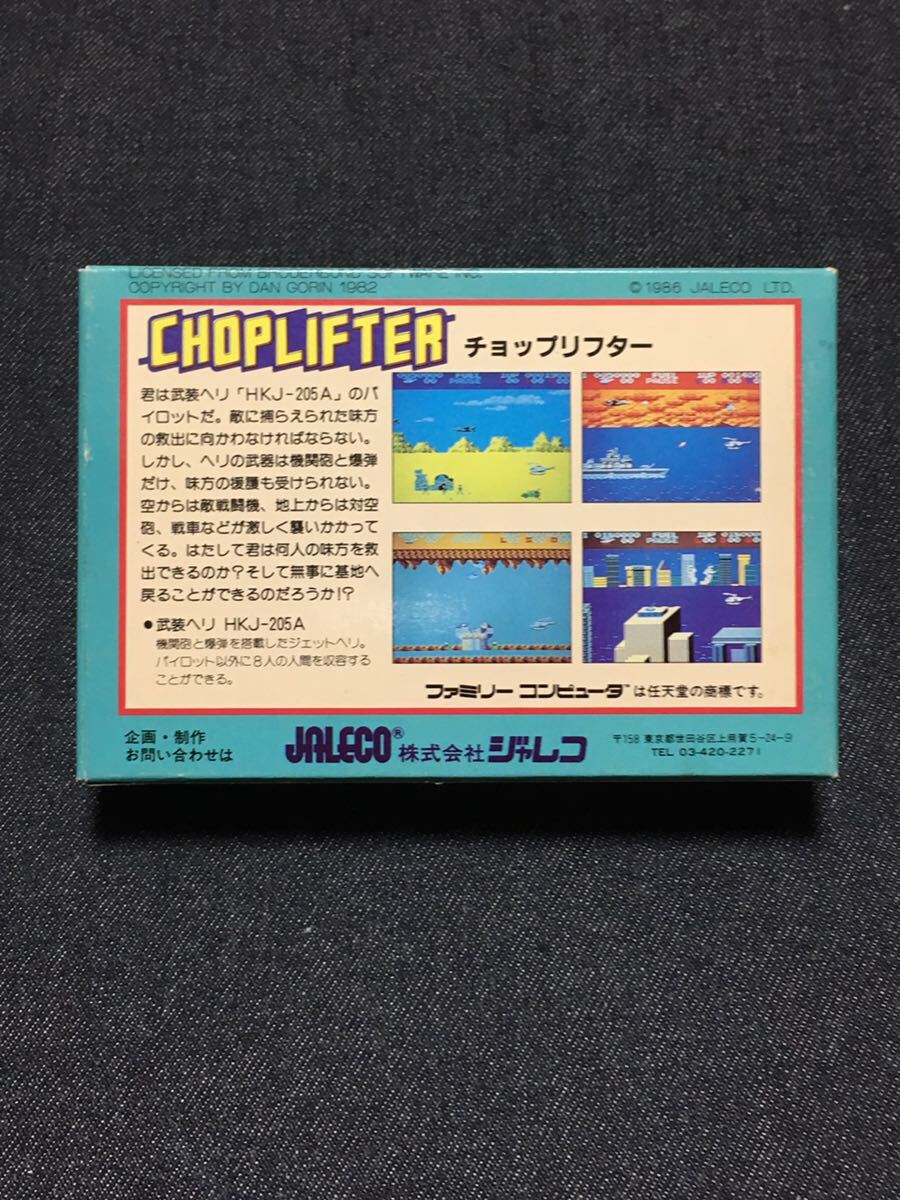 LICENSED FROM BRODERBUND SOFTWARE INC.
COPYRIGHT BY DAN GORIN 1982
© 1986 JALECO LTD.
CHOPLIFTER チョップリフター
君は武装ヘリ「HKJ-205A」のパ
イロットだ。敵に捕らえられた味方
の救出に向かわなければならない。
しかし、ヘリの武器は機関砲と爆弾
だけ、味方の援護も受けられない。
空からは敵戦闘機、地上からは対空
砲、戦車などが激しく襲いかかって
くる。はたして君は何人の味方を救
出できるのか?そして無事に基地へ
戻ることができるのだろうか!?
●武装ヘリ HKJ-205A
機関砲と爆弾を搭載したジェットヘリ。
パイロット以外に8人の人間を収容する
ことができる。
ファミリーコンピュータ™は任天堂の商標です。
企画・制作
お問い合わせは
JALECO® 株式会社ジャレコ
〒158 東京都世田谷区上用賀5-24-9
TEL 03-420-2271